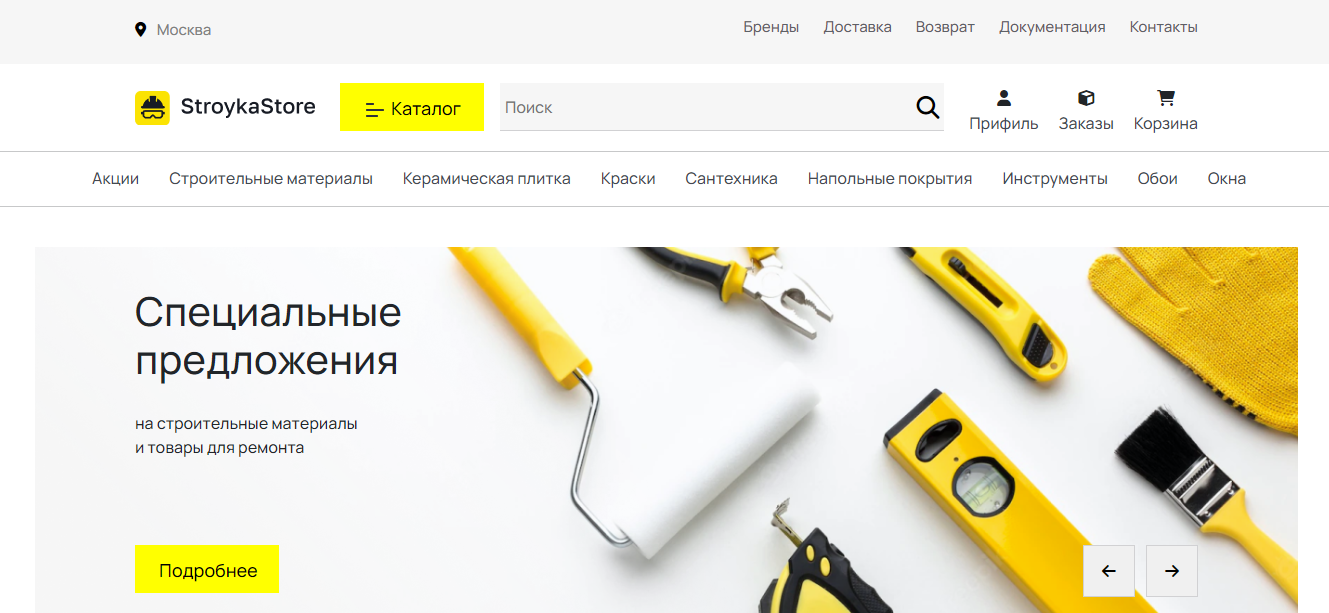 Москва
Бренды Доставка Возврат Документация Контакты
StroykaStore
Каталог
Поиск
Прифиль Заказы Корзина
Акции Строительные материалы Керамическая плитка Краски Сантехника Напольные покрытия Инструменты Обои Окна
Специальные
предложения
на строительные материалы
и товары для ремонта
Подробнее